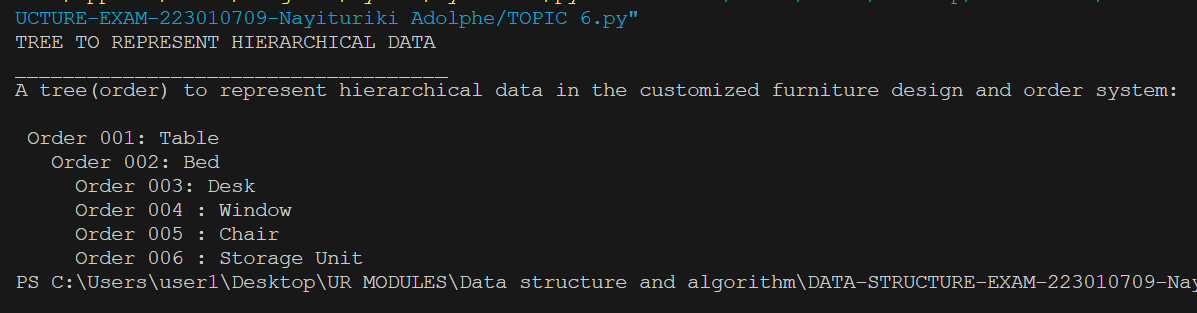 UCTURE-EXAM-223010709-Nayituriki Adolphe/TOPIC 6.py"
TREE TO REPRESENT HIERARCHICAL DATA
____________________________________
A tree(order) to represent hierarchical data in the customized furniture design and order system:
Order 001: Table
Order 002: Bed
Order 003: Desk
Order 004 : Window
Order 005 : Chair
Order 006 : Storage Unit
PS C:\Users\user1\Desktop\UR MODULES\Data structure and algorithm\DATA-STRUCTURE-EXAM-223010709-Nay